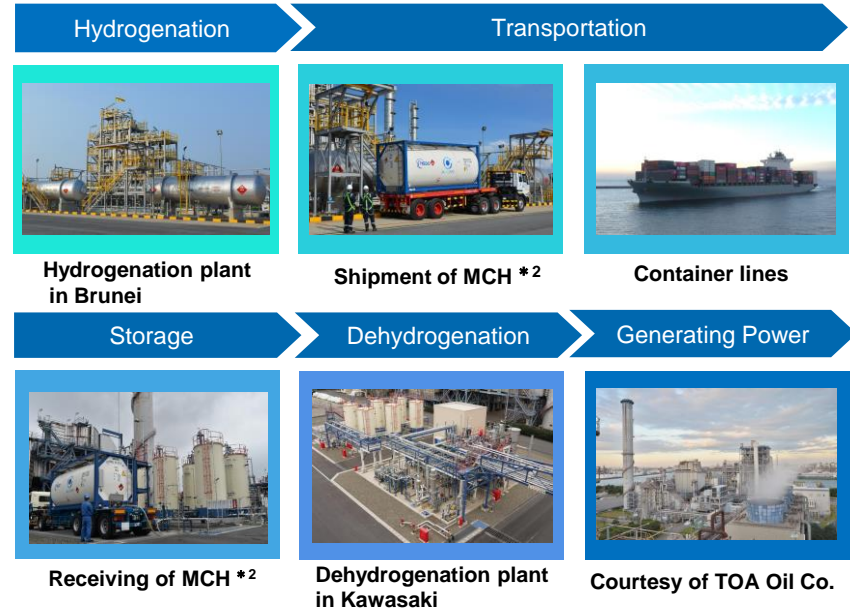 Hydrogenation
Transportation
Hydrogenation plant
in Brunei
Shipment of MCH *2
Container lines
Storage
Dehydrogenation
Generating Power
Receiving of MCH *2
Dehydrogenation plant
in Kawasaki
Courtesy of TOA Oil Co.